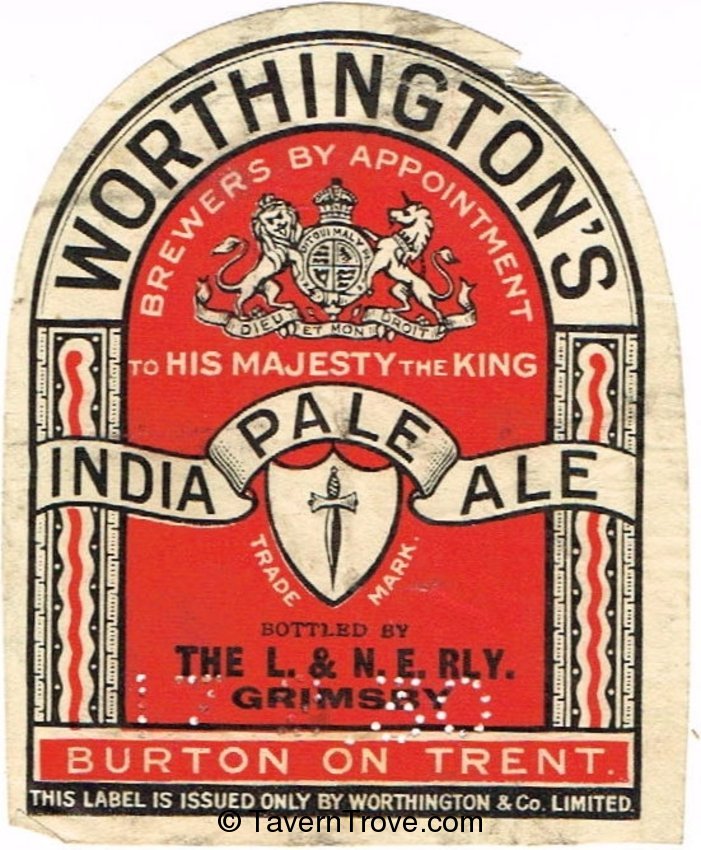 WORTHINGTON'S
BREWERS BY APPOINTMENT
DIEU ET MON DROIT
TO HIS MAJESTY THE KING
INDIA PALE ALE
TRADE MARK.
BOTTLED BY
THE L. & N. E. RLY.
GRIMSBY
BURTON ON TRENT.
THIS LABEL IS ISSUED ONLY BY WORTHINGTON & Co. LIMITED.
© TavernTrove.com